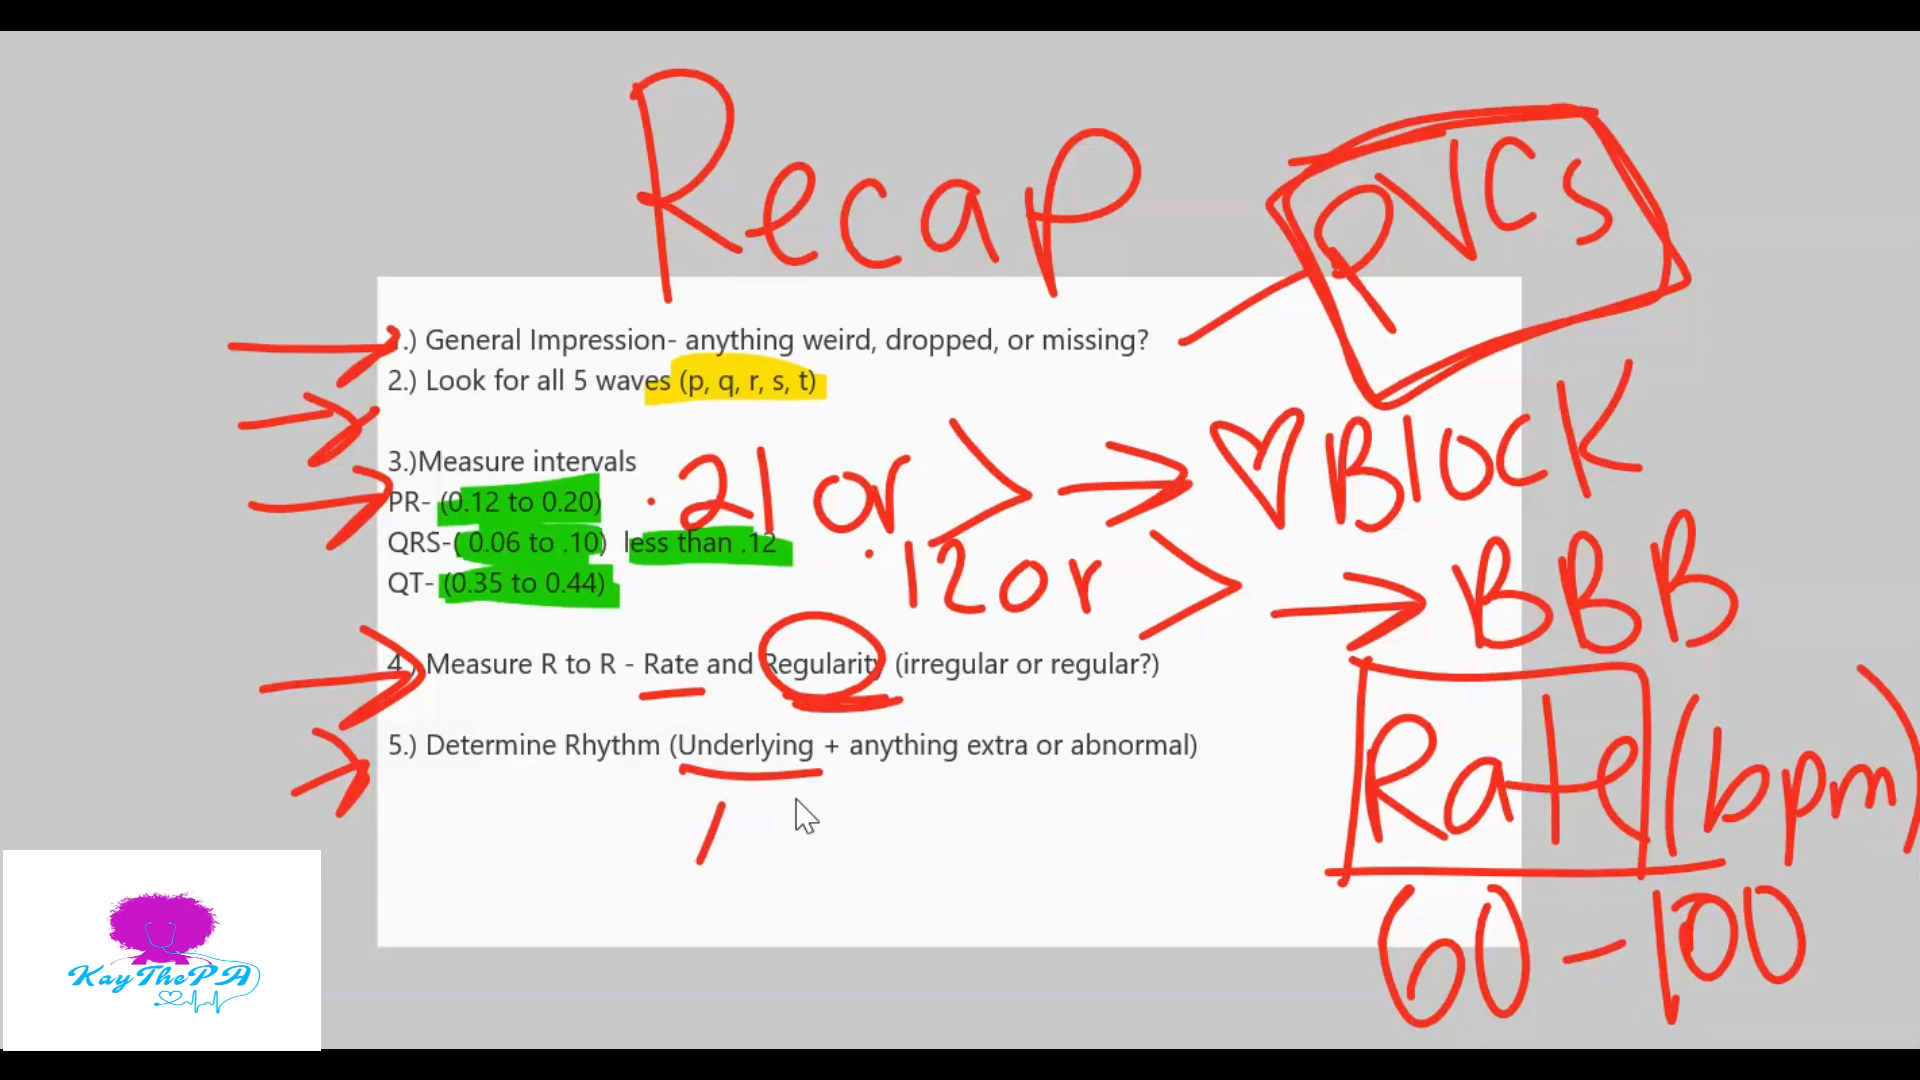 Recap
PVCs
1.) General Impression- anything weird, dropped, or missing?
2.) Look for all 5 waves (p, q, r, s, t)
3.)Measure intervals
PR- (0.12 to 0.20) .21 or > → ♡ Block
QRS-( 0.06 to .10) less than .12 .12 or > → BBB
QT- (0.35 to 0.44)
4.) Measure R to R - Rate and Regularity (irregular or regular?)
5.) Determine Rhythm (Underlying + anything extra or abnormal)
Rate (bpm)
60-100
KayThePA